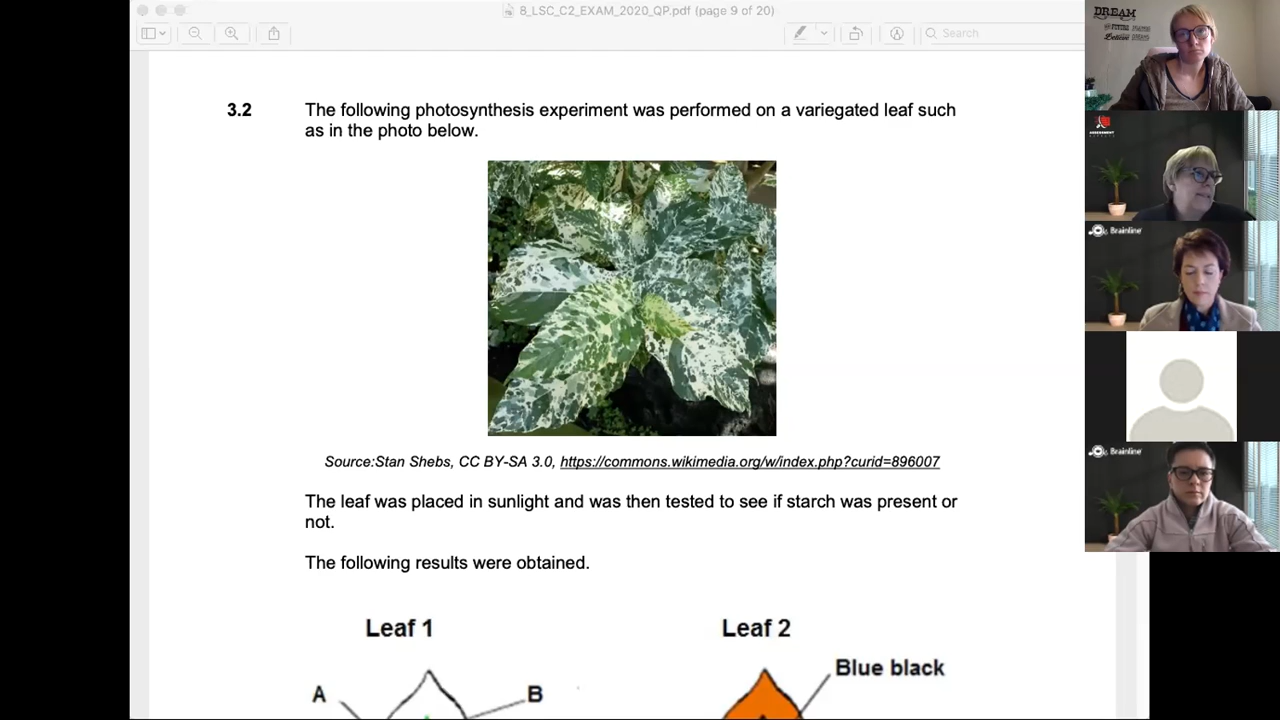 8_LSC_C2_EXAM_2020_QP.pdf (page 9 of 20)
Search
3.2 The following photosynthesis experiment was performed on a variegated leaf such
as in the photo below.
Source:Stan Shebs, CC BY-SA 3.0, https://commons.wikimedia.org/w/index.php?curid=896007
The leaf was placed in sunlight and was then tested to see if starch was present or
not.
The following results were obtained.
Leaf 1
Leaf 2
Blue black
A
B
DREAM
Believe
Brainline
Brainline